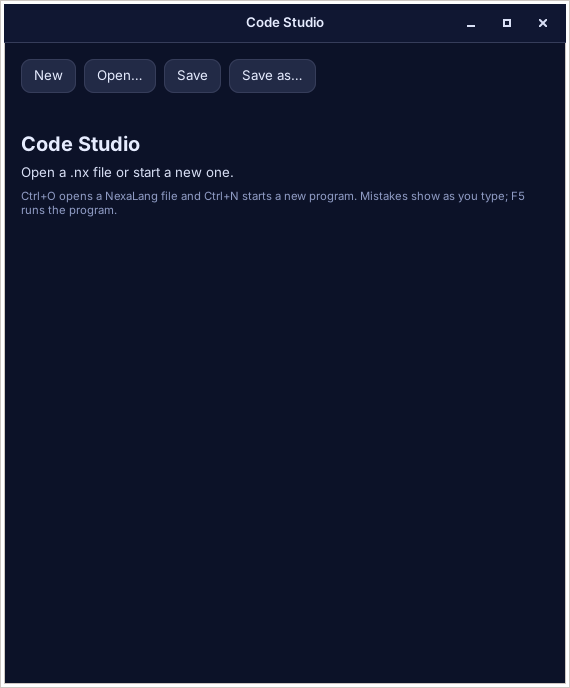 Code Studio
New
Open...
Save
Save as...
Code Studio
Open a .nx file or start a new one.
Ctrl+O opens a NexaLang file and Ctrl+N starts a new program. Mistakes show as you type; F5
runs the program.